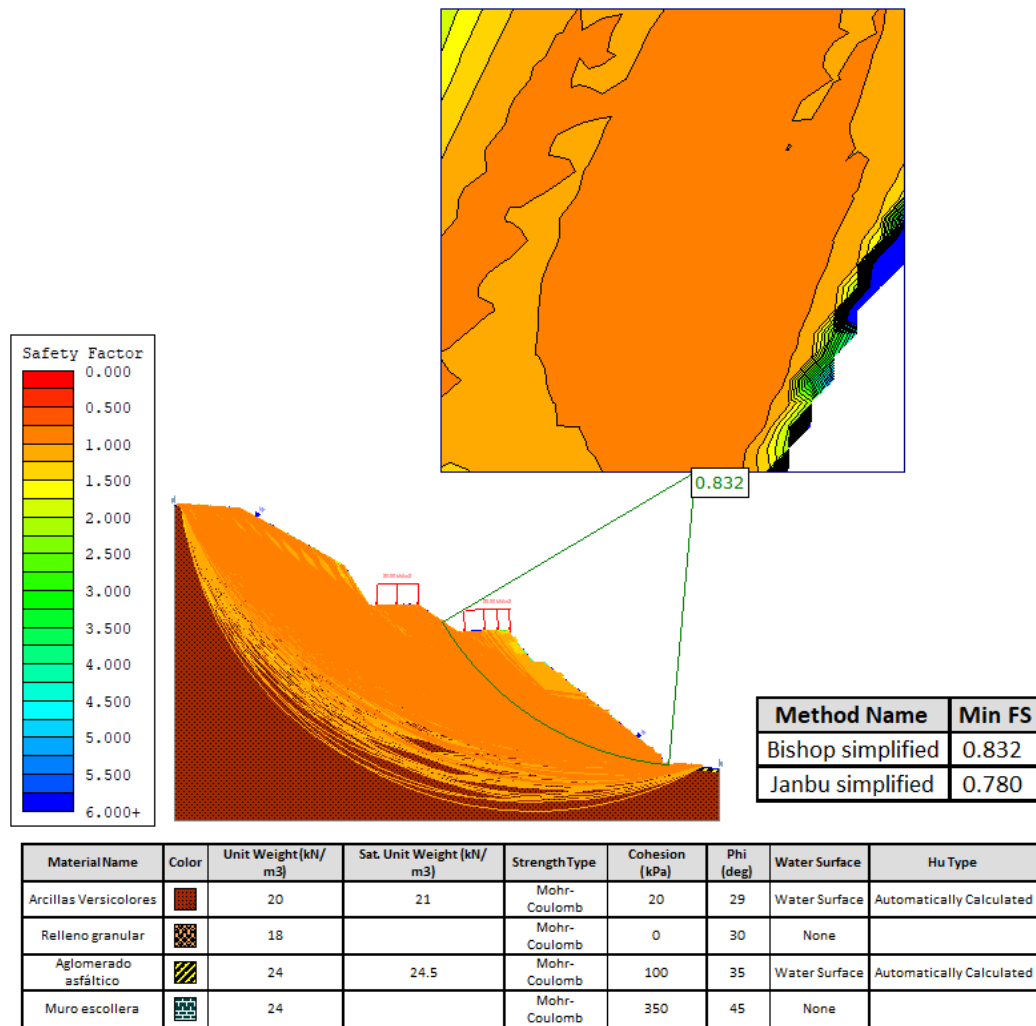 Safety Factor
0.000
0.500
1.000
1.500
2.000
2.500
3.000
3.500
4.000
4.500
5.000
5.500
6.000+
0.832
Method Name Min FS
Bishop simplified 0.832
Janbu simplified 0.780
Material Name Color Unit Weight (kN/m3) Sat. Unit Weight (kN/m3) Strength Type Cohesion (kPa) Phi (deg) Water Surface Hu Type
Arcillas Versicolores 20 21 Mohr-Coulomb 20 29 Water Surface Automatically Calculated
Relleno granular 18 Mohr-Coulomb 0 30 None
Aglomerado asfáltico 24 24.5 Mohr-Coulomb 100 35 Water Surface Automatically Calculated
Muro escollera 24 Mohr-Coulomb 350 45 None